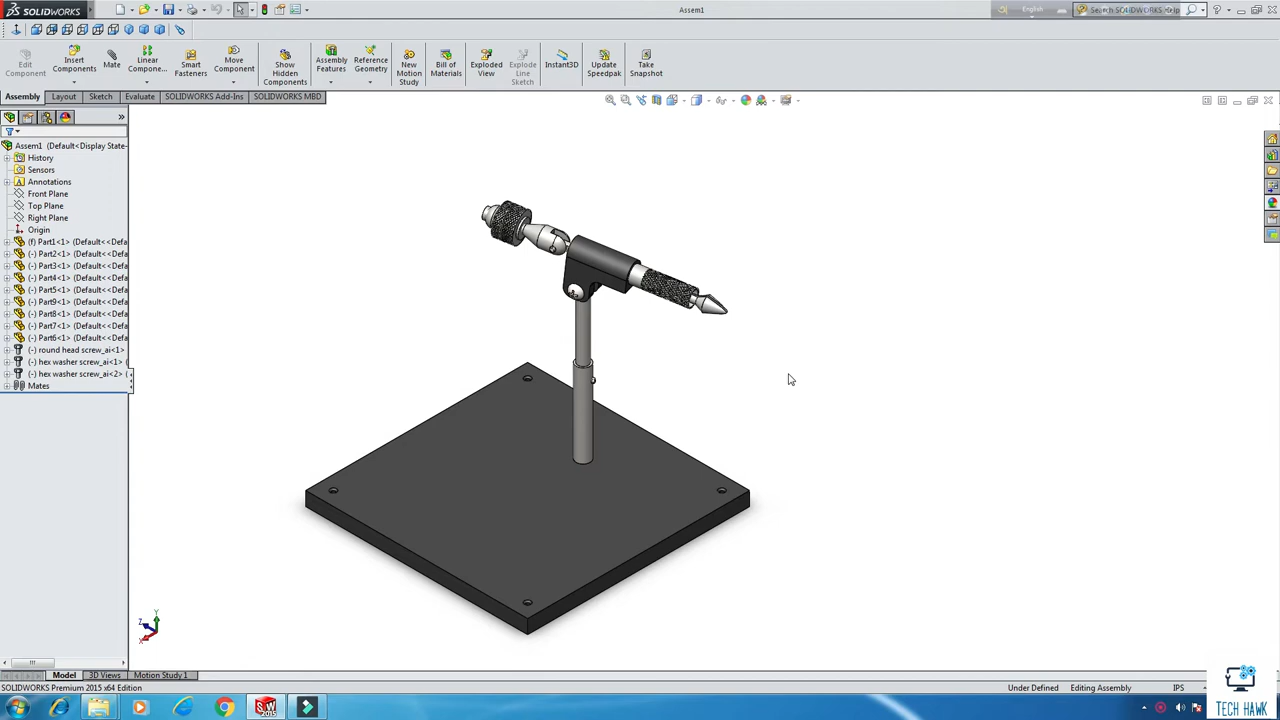 SOLIDWORKS
Assem1
English
Search SOLIDWORKS Help
Edit Component
Insert Components
Mate
Linear Compone...
Smart Fasteners
Move Component
Show Hidden Components
Assembly Features
Reference Geometry
New Motion Study
Bill of Materials
Exploded View
Explode Line Sketch
Instant3D
Update Speedpak
Take Snapshot
Assembly
Layout
Sketch
Evaluate
SOLIDWORKS Add-Ins
SOLIDWORKS MBD
Assem1 (Default<Display State-
History
Sensors
Annotations
Front Plane
Top Plane
Right Plane
Origin
(f) Part1<1> (Default<<Defa
(-) Part2<1> (Default<<Defa
(-) Part3<1> (Default<<Defa
(-) Part4<1> (Default<<Defa
(-) Part5<1> (Default<<Defa
(-) Part9<1> (Default<<Defa
(-) Part8<1> (Default<<Defa
(-) Part7<1> (Default<<Defa
(-) Part6<1> (Default<<Defa
(-) round head screw_ai<1>
(-) hex washer screw_ai<1> (
(-) hex washer screw_ai<2> (
Mates
Y
Z
X
Model
3D Views
Motion Study 1
SOLIDWORKS Premium 2015 x64 Edition
Under Defined
Editing Assembly
IPS
SW
2015
TECH HAWK